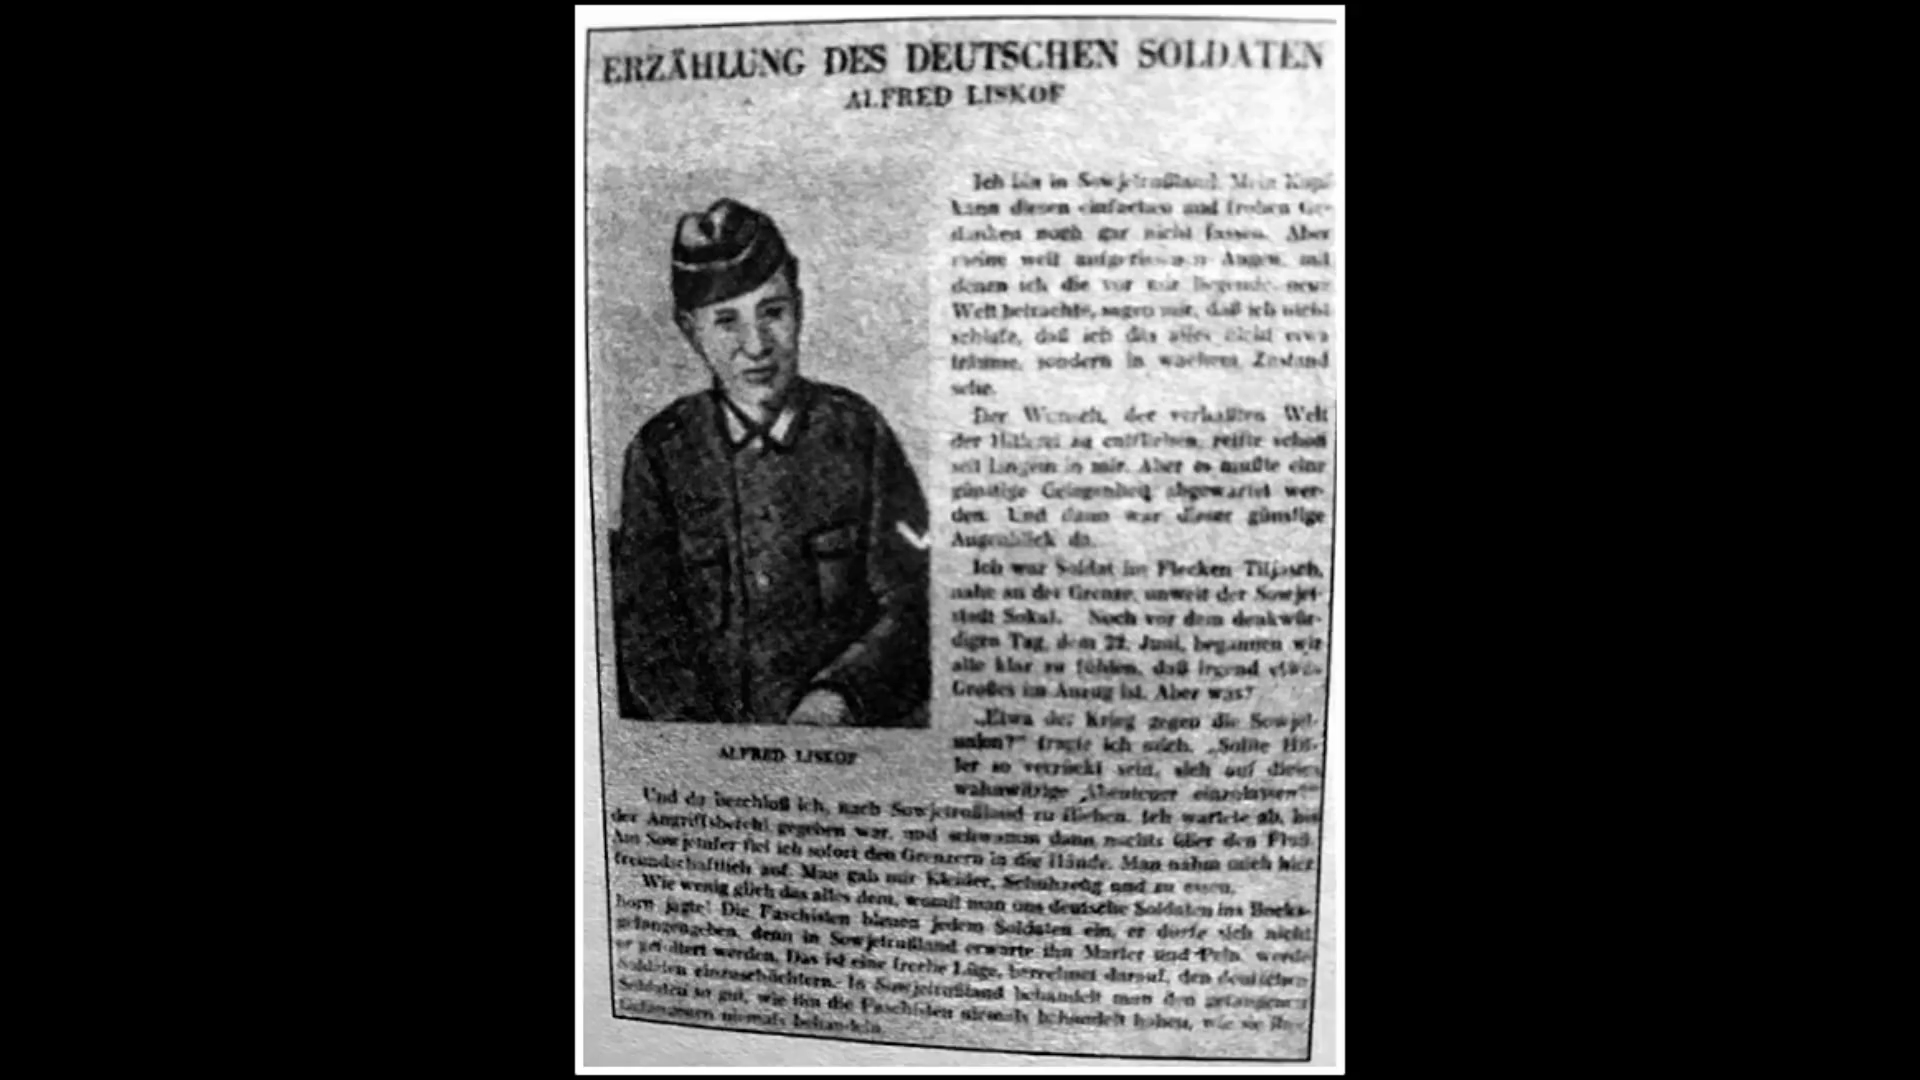 ERZÄHLUNG DES DEUTSCHEN SOLDATEN
ALFRED LISKOF
Ich bin in Sowjetrußland. Mein Kopf
kann diesen einfachen und frohen Ge-
danken noch gar nicht fassen. Aber
meine weit aufgerissenen Augen, mit
denen ich die vor mir liegende neue
Welt betrachte, sagen mir, daß ich nicht
schlafe, daß ich das alles nicht etwa
träume, sondern in wachem Zustand
sehe.
Der Wunsch, der verhaßten Welt
der Hitlerei zu entfliehen, reifte schon
seit langem in mir. Aber es mußte eine
günstige Gelegenheit abgewartet wer-
den. Und dann war dieser günstige
Augenblick da.
Ich war Soldat im Flecken Tiljasch,
nahe an der Grenze, unweit der Sowjet-
stadt Sokal. Noch vor dem denkwür-
digen Tag, dem 22. Juni, begannen wir
alle klar zu fühlen, daß irgend etwas
Großes im Anzug ist. Aber was?
„Etwa der Krieg gegen die Sowjet-
union?" fragte ich mich. „Sollte Hit-
ler so verrückt sein, sich auf dieses
wahnwitzige Abenteuer einzulassen?"
ALFRED LISKOF
Und da beschloß ich, nach Sowjetrußland zu fliehen. Ich wartete ab, bis
der Angriffsbefehl gegeben war, und schwamm dann nachts über den Fluß.
Am Sowjetufer fiel ich sofort den Grenzern in die Hände. Man nahm mich hier
freundschaftlich auf. Man gab mir Kleider, Schuhzeug und zu essen.
Wie wenig glich das alles dem, womit man uns deutsche Soldaten ins Bocks-
horn jagte! Die Faschisten bleuen jedem Soldaten ein, er dürfe sich nicht
gefangengeben, denn in Sowjetrußland erwarte ihn Marter und Pein, werde
er gefoltert werden. Das ist eine freche Lüge, berechnet darauf, den deutschen
Soldaten einzuschüchtern. In Sowjetrußland behandelt man den gefangenen
Soldaten so gut, wie ihn die Faschisten niemals behandelt haben, wie sie ihre
Gefangenen niemals behandeln.